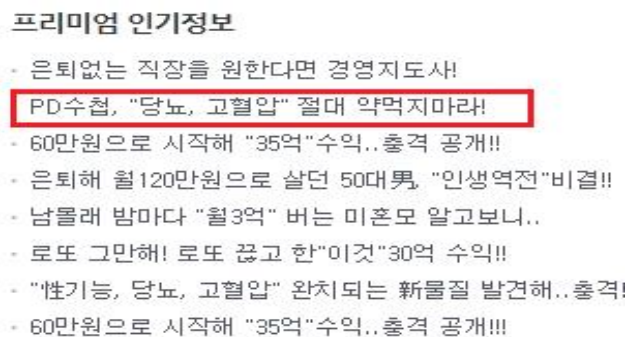 프리미엄 인기정보
· 은퇴없는 직장을 원한다면 경영지도사!
PD수첩, "당뇨, 고혈압" 절대 약먹지마라!
· 60만원으로 시작해 "35억"수익..충격 공개!!
· 은퇴해 월120만원으로 살던 50대男, "인생역전"비결!!
· 남몰래 밤마다 "월3억" 버는 미혼모 알고보니..
· 로또 그만해! 로또 끊고 한"이것"30억 수익!!
· "性기능, 당뇨, 고혈압" 완치되는 新물질 발견해..충격!
· 60만원으로 시작해 "35억"수익..충격 공개!!!